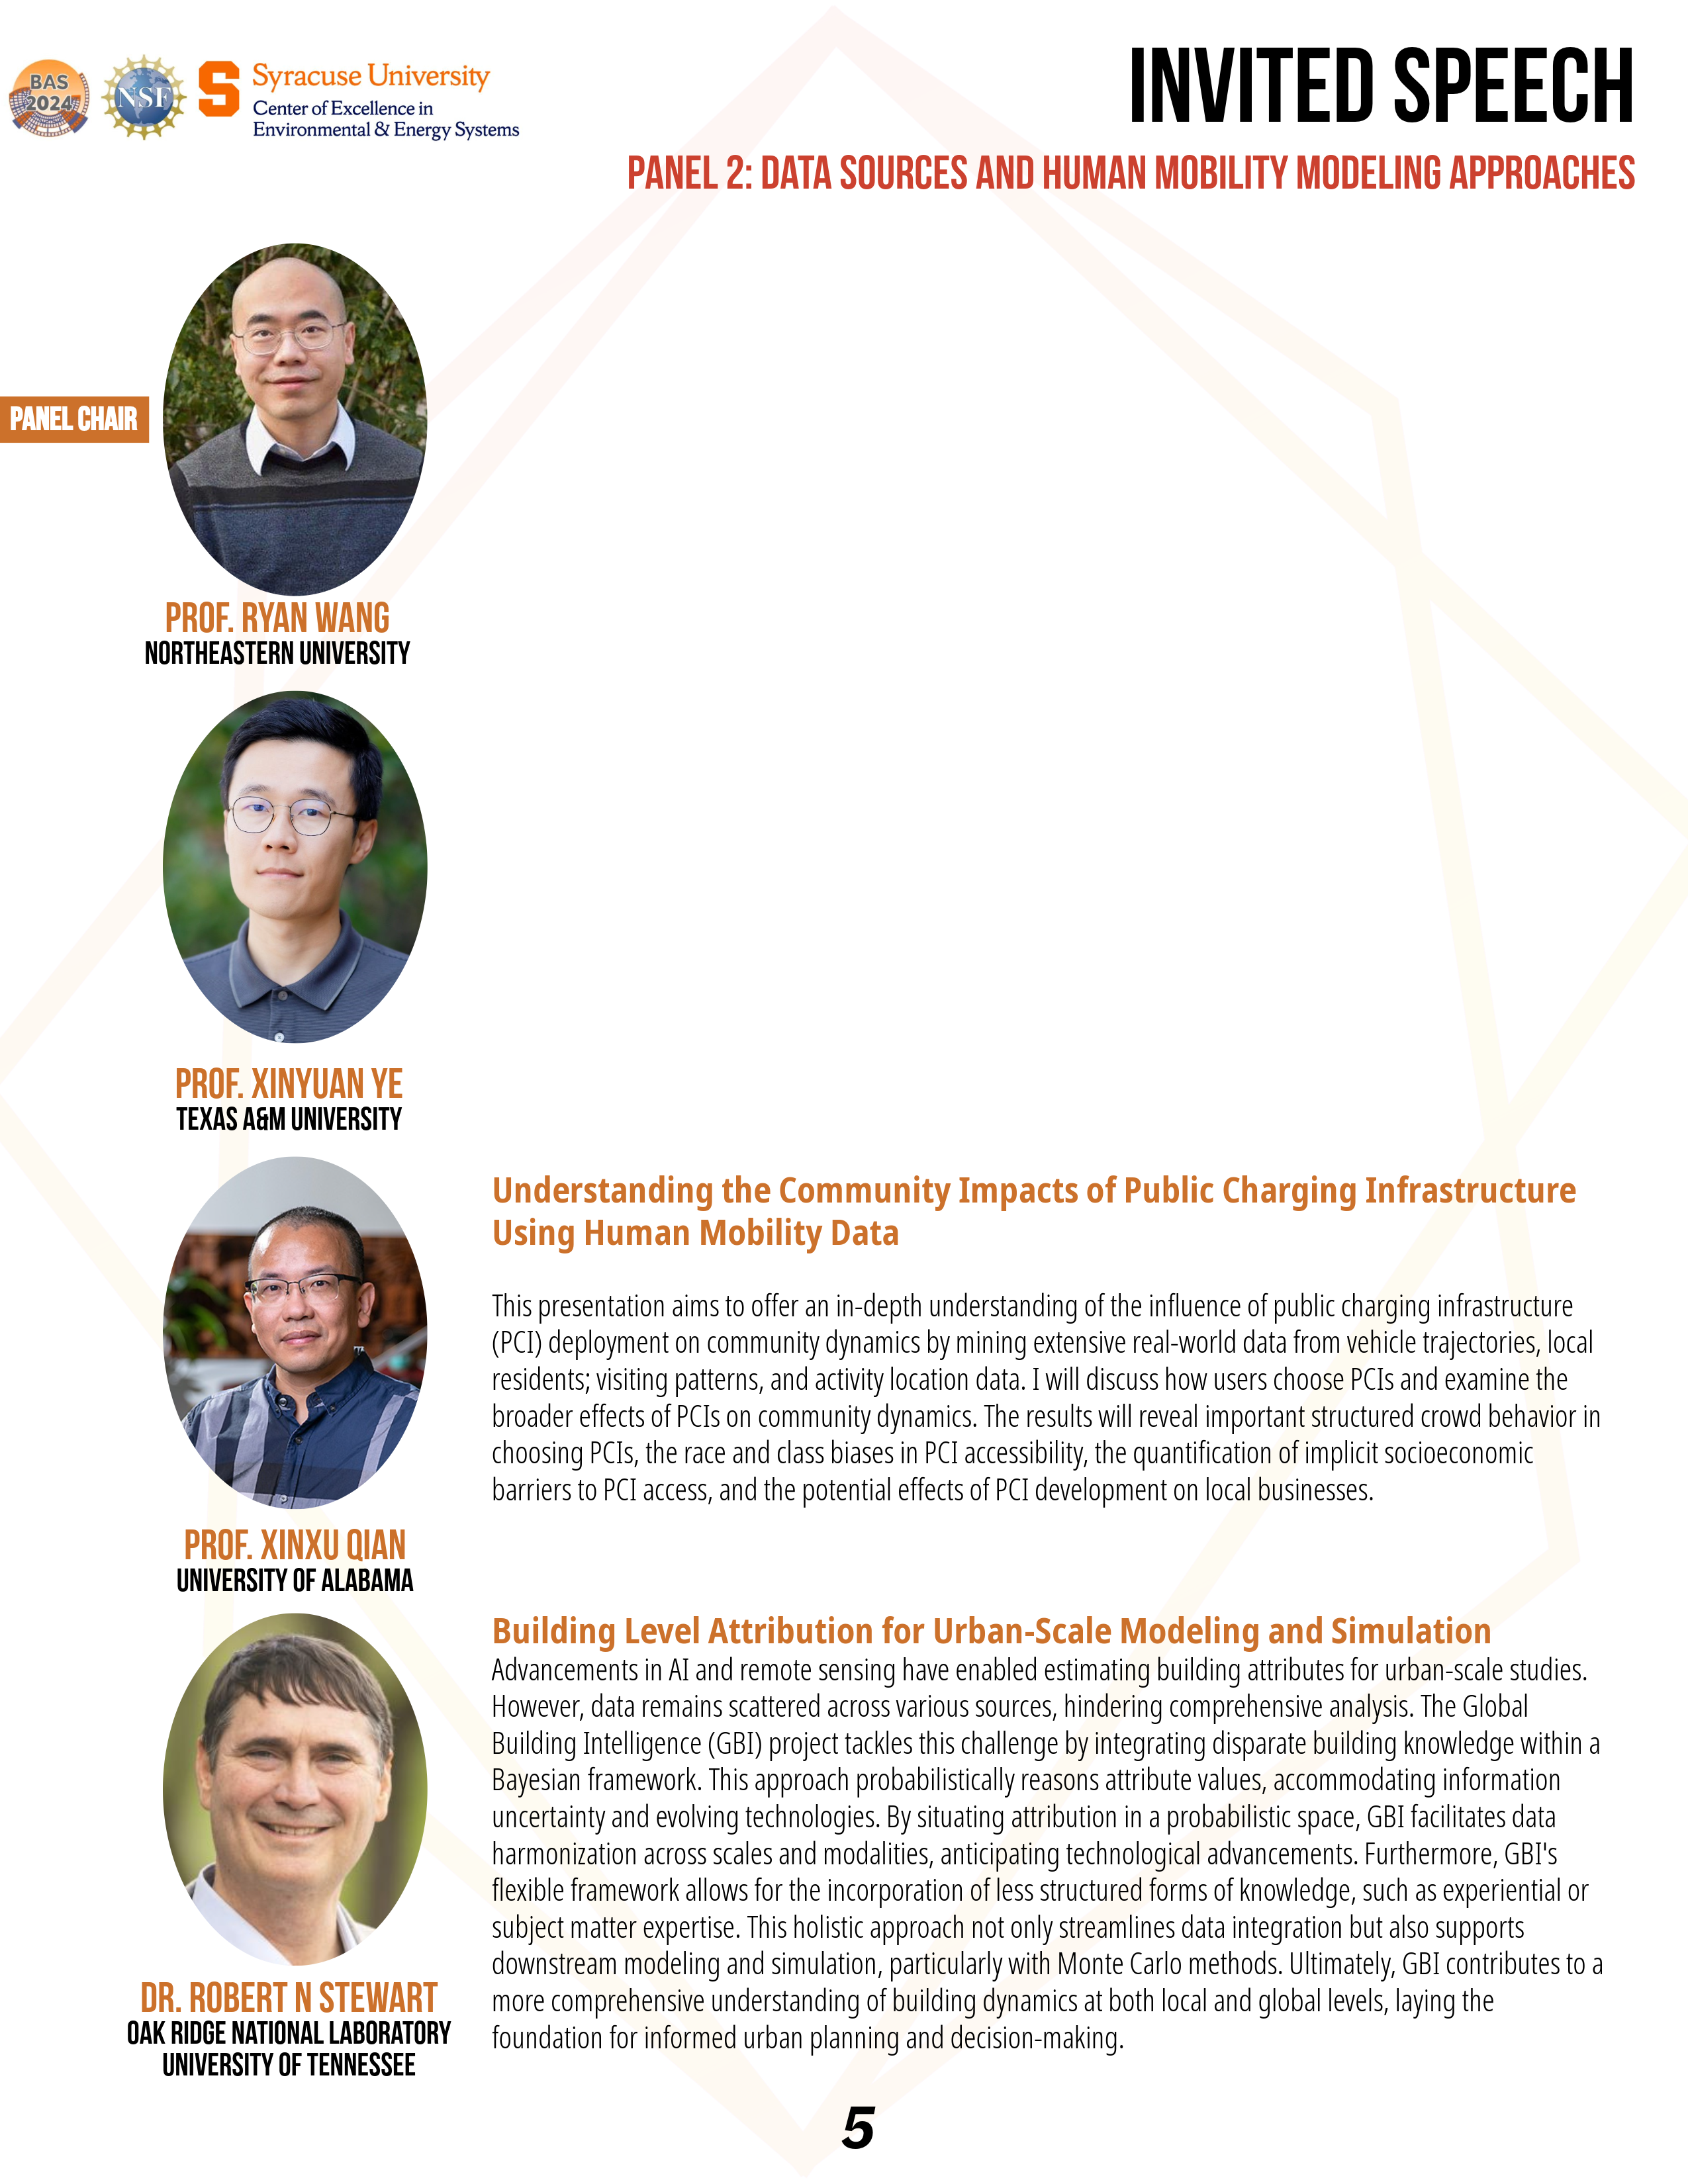 BAS
2024
NSF
S
Syracuse University
Center of Excellence in
Environmental & Energy Systems
INVITED SPEECH
PANEL 2: DATA SOURCES AND HUMAN MOBILITY MODELING APPROACHES
PANEL CHAIR
PROF. RYAN WANG
NORTHEASTERN UNIVERSITY
PROF. XINYUAN YE
TEXAS A&M UNIVERSITY
Understanding the Community Impacts of Public Charging Infrastructure
Using Human Mobility Data
This presentation aims to offer an in-depth understanding of the influence of public charging infrastructure
(PCI) deployment on community dynamics by mining extensive real-world data from vehicle trajectories, local
residents; visiting patterns, and activity location data. I will discuss how users choose PCIs and examine the
broader effects of PCIs on community dynamics. The results will reveal important structured crowd behavior in
choosing PCIs, the race and class biases in PCI accessibility, the quantification of implicit socioeconomic
barriers to PCI access, and the potential effects of PCI development on local businesses.
PROF. XINXU QIAN
UNIVERSITY OF ALABAMA
Building Level Attribution for Urban-Scale Modeling and Simulation
Advancements in AI and remote sensing have enabled estimating building attributes for urban-scale studies.
However, data remains scattered across various sources, hindering comprehensive analysis. The Global
Building Intelligence (GBI) project tackles this challenge by integrating disparate building knowledge within a
Bayesian framework. This approach probabilistically reasons attribute values, accommodating information
uncertainty and evolving technologies. By situating attribution in a probabilistic space, GBI facilitates data
harmonization across scales and modalities, anticipating technological advancements. Furthermore, GBI's
flexible framework allows for the incorporation of less structured forms of knowledge, such as experiential or
subject matter expertise. This holistic approach not only streamlines data integration but also supports
downstream modeling and simulation, particularly with Monte Carlo methods. Ultimately, GBI contributes to a
more comprehensive understanding of building dynamics at both local and global levels, laying the
foundation for informed urban planning and decision-making.
DR. ROBERT N STEWART
OAK RIDGE NATIONAL LABORATORY
UNIVERSITY OF TENNESSEE
5